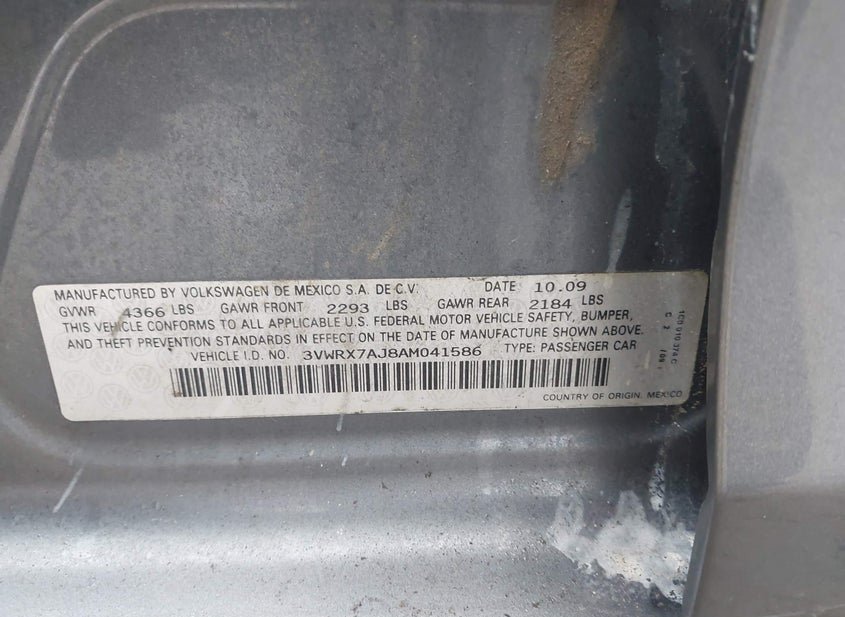 MANUFACTURED BY VOLKSWAGEN DE MEXICO S.A. DE C.V: DATE 10.09
GVWR 4366 LBS GAWR FRONT 2293 LBS GAWR REAR 2184 LBS
THIS VEHICLE CONFORMS TO ALL APPLICABLE U.S. FEDERAL MOTOR VEHICLE SAFETY, BUMPER,
AND THEFT PREVENTION STANDARDS IN EFFECT ON THE DATE OF MANUFACTURE SHOWN ABOVE.
VEHICLE I.D. NO. 3VWRX7AJ8AM041586 TYPE: PASSENGER CAR
COUNTRY OF ORIGIN. MEXICO